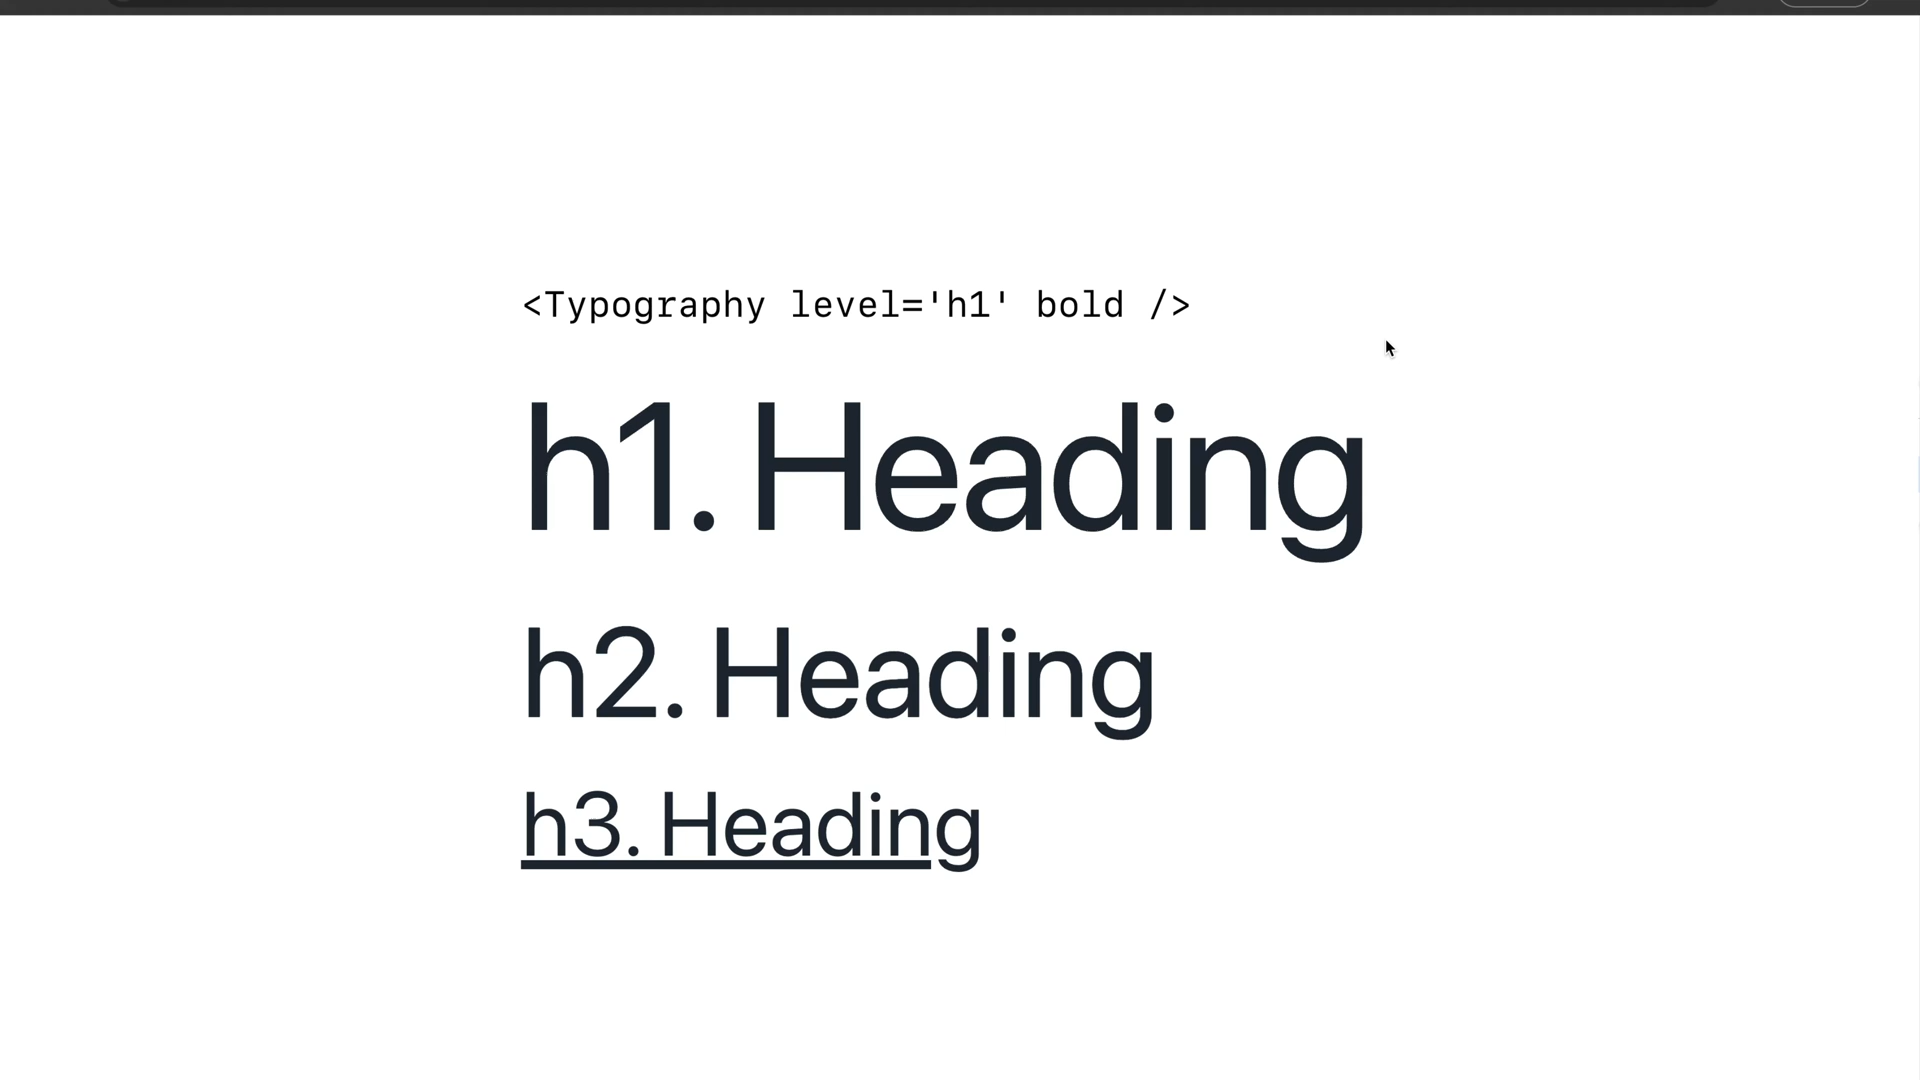 <Typography level='h1' bold />
h1. Heading
h2. Heading
h3. Heading